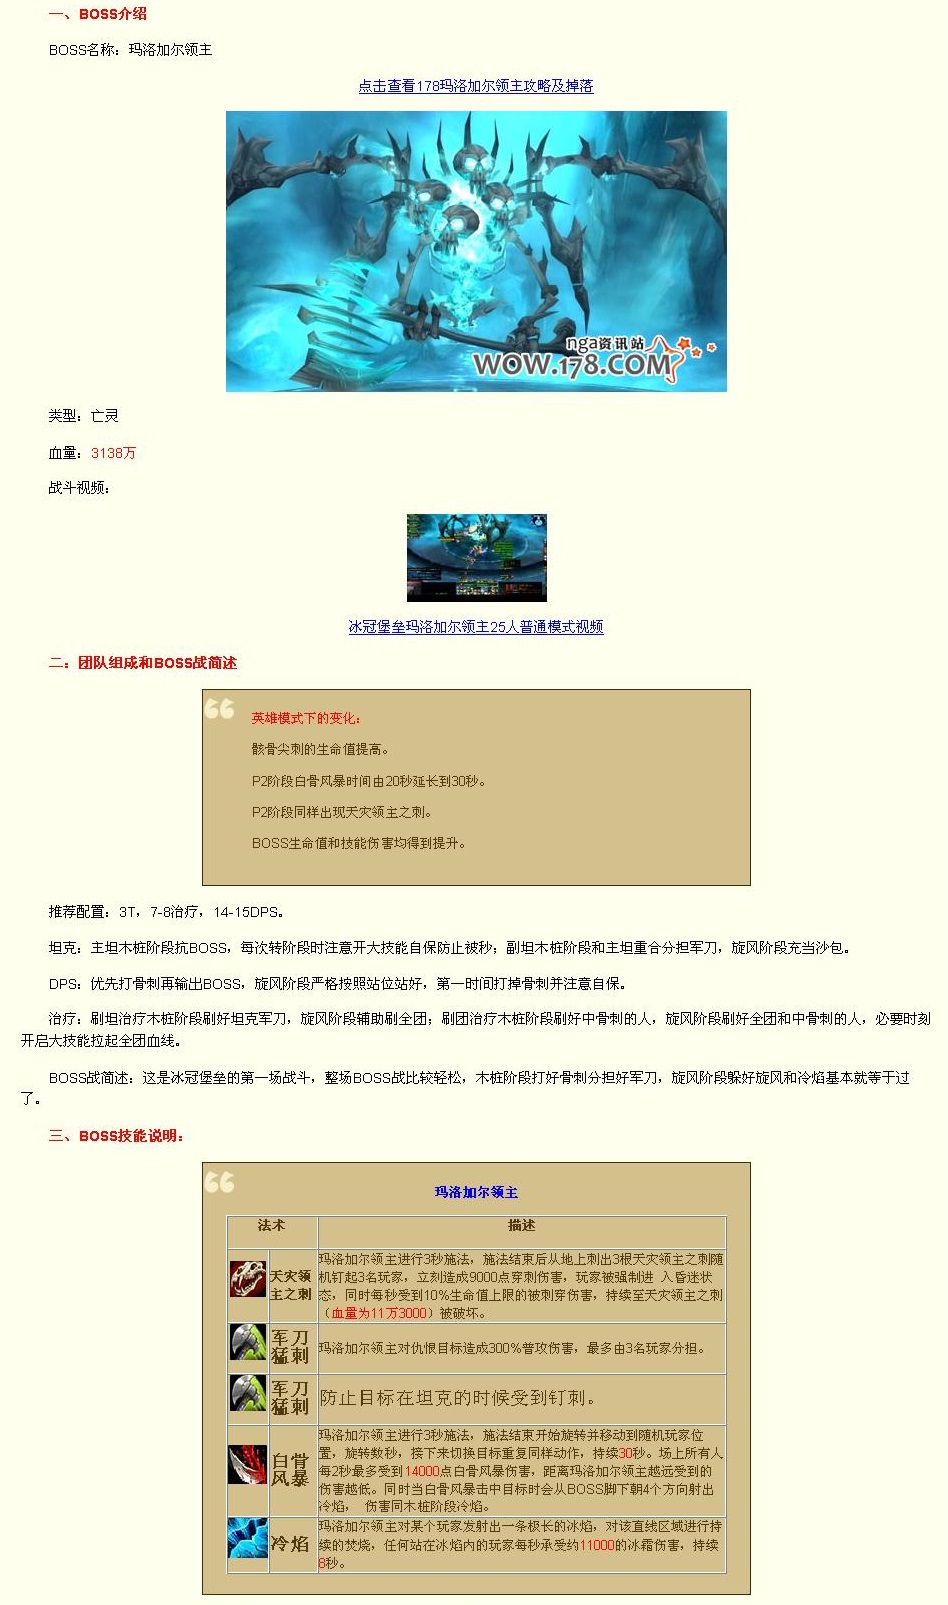 一、BOSS介绍
BOSS名称：玛洛加尔领主
点击查看178玛洛加尔领主攻略及掉落
nga资讯站
WOW.178.COM
类型：亡灵
血量：3138万
战斗视频：
冰冠堡垒玛洛加尔领主25人普通模式视频
二：团队组成和BOSS战简述
英雄模式下的变化：
骸骨尖刺的生命值提高。
P2阶段白骨风暴时间由20秒延长到30秒。
P2阶段同样出现天灾领主之刺。
BOSS生命值和技能伤害均得到提升。
推荐配置：3T，7-8治疗，14-15DPS。
坦克：主坦木桩阶段抗BOSS，每次转阶段时注意开大技能自保防止被秒；副坦木桩阶段和主坦重合分担军刀，旋风阶段充当沙包。
DPS：优先打骨刺再输出BOSS，旋风阶段严格按照站位站好，第一时间打掉骨刺并注意自保。
治疗：刷坦治疗木桩阶段刷好坦克军刀，旋风阶段辅助刷全团；刷团治疗木桩阶段刷好中骨刺的人，旋风阶段刷好全团和中骨刺的人，必要时刻
开启大技能拉起全团血线。
BOSS战简述：这是冰冠堡垒的第一场战斗，整场BOSS战比较轻松，木桩阶段打好骨刺分担好军刀，旋风阶段躲好旋风和冷焰基本就等于过
了。
三、BOSS技能说明：
玛洛加尔领主
法术 描述
天灾领
主之刺
玛洛加尔领主进行3秒施法，施法结束后从地上刺出3根天灾领主之刺随
机钉起3名玩家，立刻造成9000点穿刺伤害，玩家被强制进 入昏迷状
态，同时每秒受到10%生命值上限的被刺穿伤害，持续至天灾领主之刺
（血量为11万3000）被破坏。
军刀
猛刺
玛洛加尔领主对仇恨目标造成300%普攻伤害，最多由3名玩家分担。
军刀
猛刺
防止目标在坦克的时候受到钉刺。
白骨
风暴
玛洛加尔领主进行3秒施法，施法结束开始旋转并移动到随机玩家位
置，旋转数秒，接下来切换目标重复同样动作，持续30秒。场上所有人
每2秒最多受到14000点白骨风暴伤害，距离玛洛加尔领主越远受到的
伤害越低。同时当白骨风暴击中目标时会从BOSS脚下朝4个方向射出
冷焰， 伤害同木桩阶段冷焰。
冷焰
玛洛加尔领主对某个玩家发射出一条极长的冰焰，对该直线区域进行持
续的焚烧，任何站在冰焰内的玩家每秒承受约11000的冰霜伤害，持续
8秒。